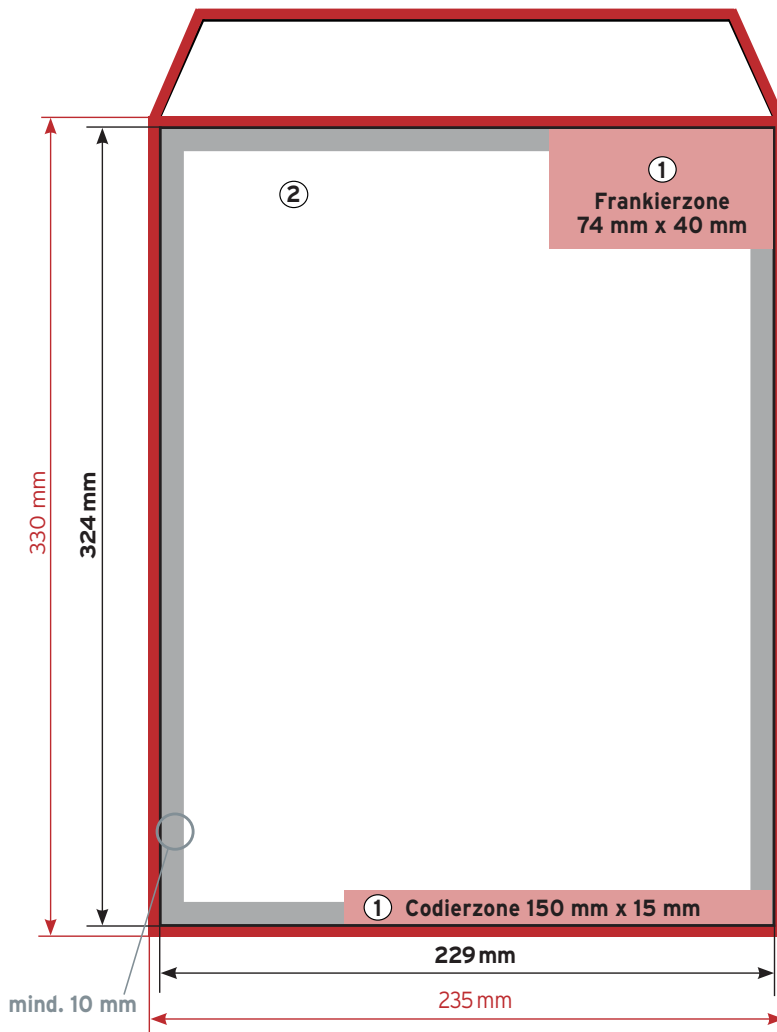 ①
Frankierzone
74 mm x 40 mm
②
330 mm
324 mm
① Codierzone 150 mm x 15 mm
229 mm
mind. 10 mm
235 mm